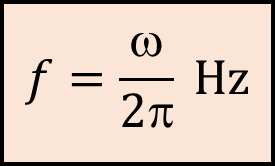 f = ω/2π Hz